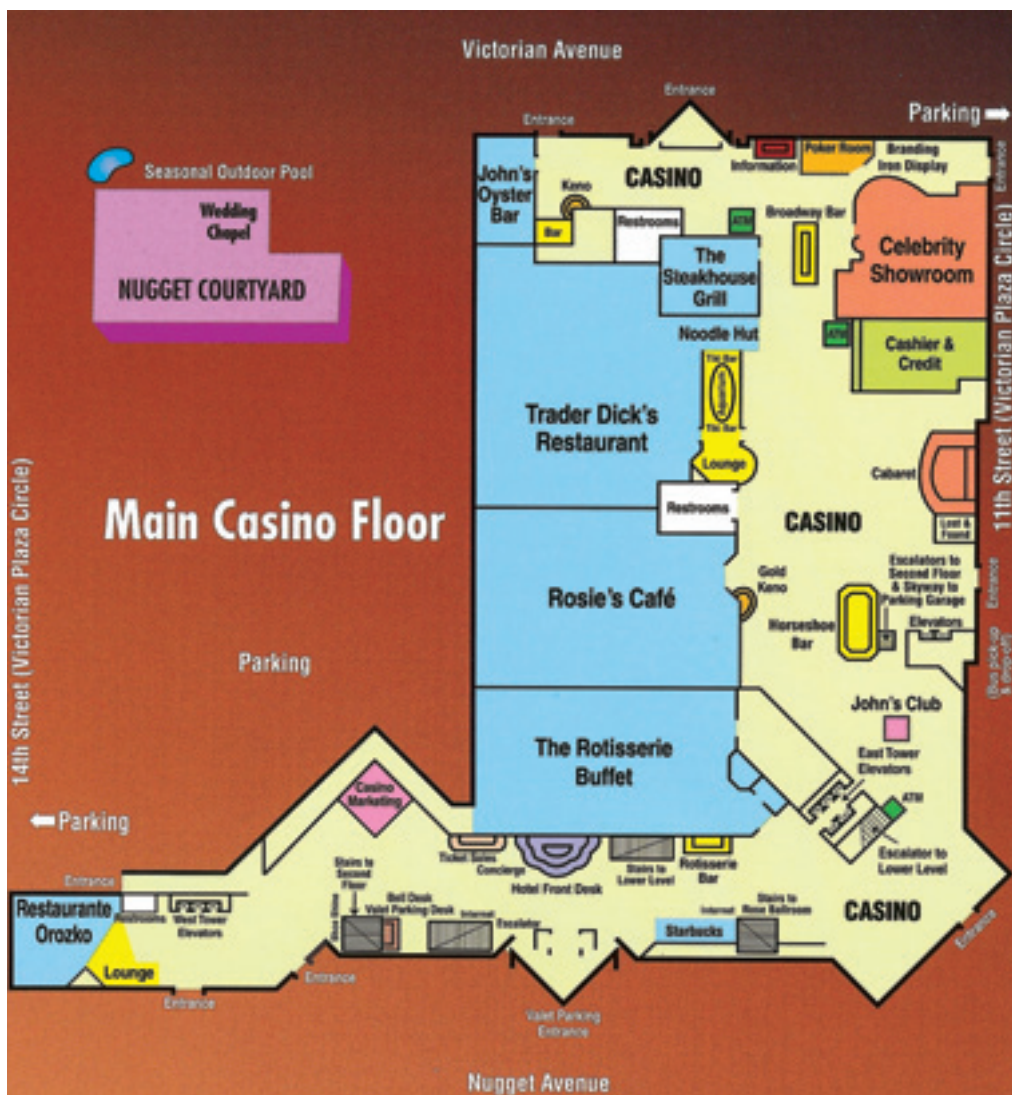 Victorian Avenue
Entrance
Entrance
Parking
Seasonal Outdoor Pool
Wedding
Chapel
NUGGET COURTYARD
John's
Oyster
Bar
Keno
Bar
CASINO
Restrooms
Information
Poker Room
Branding
Iron Display
Entrance
ATM
Broadway Bar
Celebrity
Showroom
The
Steakhouse
Grill
Noodle Hut
ATM
Cashier &
Credit
11th Street (Victorian Plaza Circle)
Trader Dick's
Restaurant
Tiki Bar
Aquarium
Tiki Bar
Lounge
Cabaret
Main Casino Floor
14th Street (Victorian Plaza Circle)
Restrooms
CASINO
Lost &
Found
Rosie's Café
Gold
Keno
Escalators to
Second Floor
& Skyway to
Parking Garage
Entrance
(Bus pick-up
& drop-off)
Horseshoe
Bar
Elevators
Parking
John's Club
The Rotisserie
Buffet
East Tower
Elevators
ATM
Casino
Marketing
Parking
Ticket Sales
Concierge
Hotel Front Desk
Stairs to
Lower Level
Rotisserie
Bar
Escalator to
Lower Level
Entrance
Restaurante
Orozko
Restrooms
West Tower
Elevators
Lounge
Stairs to
Second
Floor
Bell Desk
Valet Parking Desk
Internet
Escalator
Internet
Starbucks
Stairs to
Rose Ballroom
CASINO
Entrance
Entrance
Entrance
Valet Parking
Entrance
Nugget Avenue